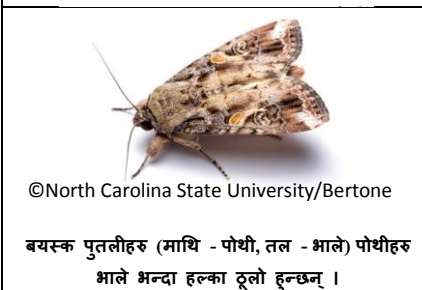 ©North Carolina State University/Bertone
बयस्क पुतलीहरु (माथि - पोथी, तल - भाले) पोथीहरु
भाले भन्दा हल्का ठूलो हुन्छन् ।